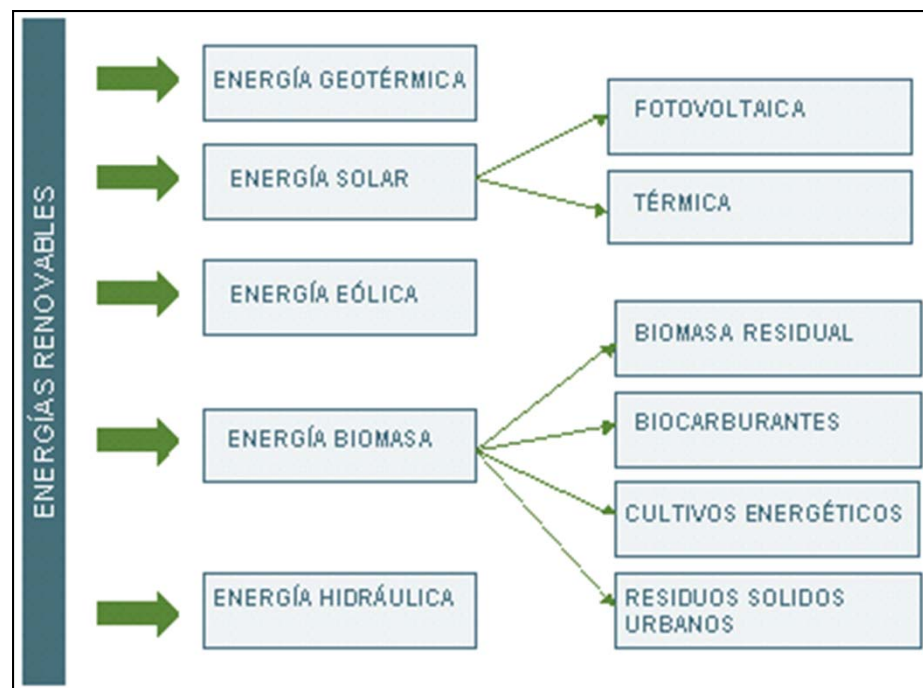 ENERGÍAS RENOVABLES
ENERGÍA GEOTÉRMICA
ENERGÍA SOLAR
FOTOVOLTAICA
TÉRMICA
ENERGÍA EÓLICA
ENERGÍA BIOMASA
BIOMASA RESIDUAL
BIOCARBURANTES
CULTIVOS ENERGÉTICOS
RESIDUOS SOLIDOS
URBANOS
ENERGÍA HIDRÁULICA